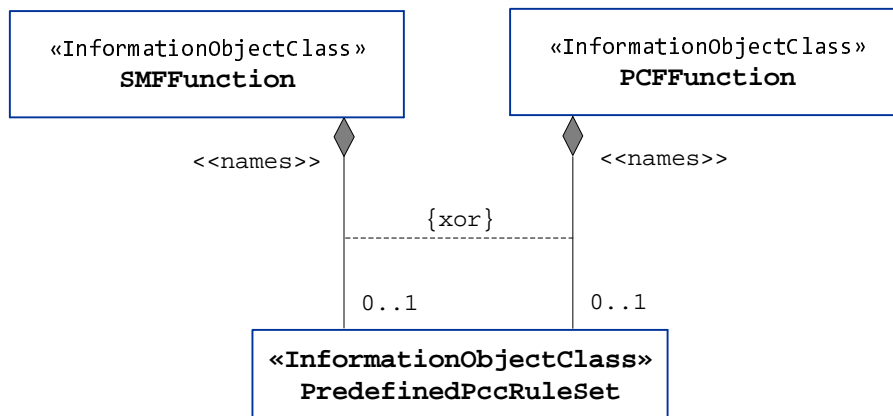 «InformationObjectClass»
SMFFunction
«InformationObjectClass»
PCFFunction
<<names>>
<<names>>
{xor}
0..1
0..1
«InformationObjectClass»
PredefinedPccRuleSet